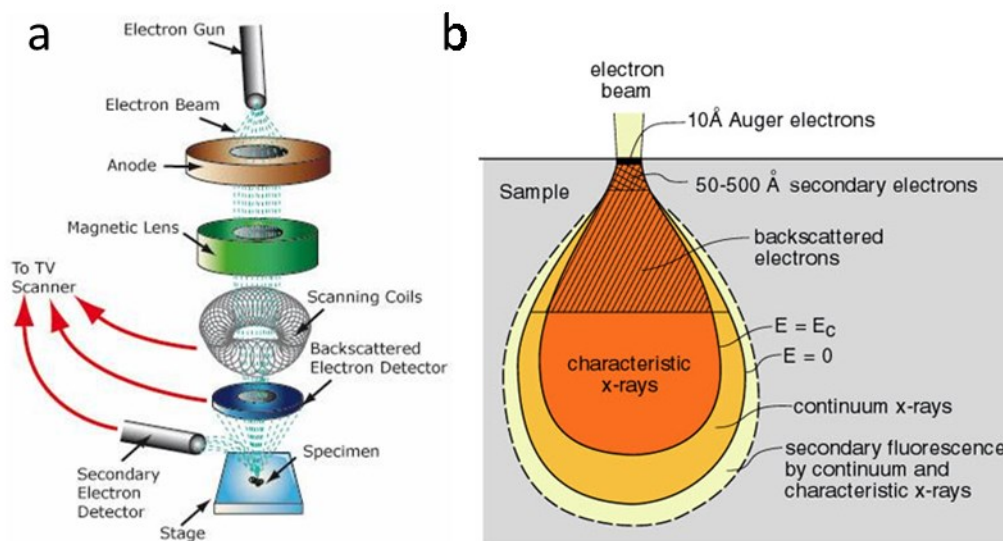 a
Electron Gun
Electron Beam
Anode
Magnetic Lens
To TV
Scanner
Scanning Coils
Backscattered
Electron Detector
Secondary
Electron
Detector
Specimen
Stage
b
electron
beam
10Å Auger electrons
Sample
50-500 Å secondary electrons
backscattered
electrons
E = Ec
E = 0
characteristic
x-rays
continuum x-rays
secondary fluorescence
by continuum and
characteristic x-rays